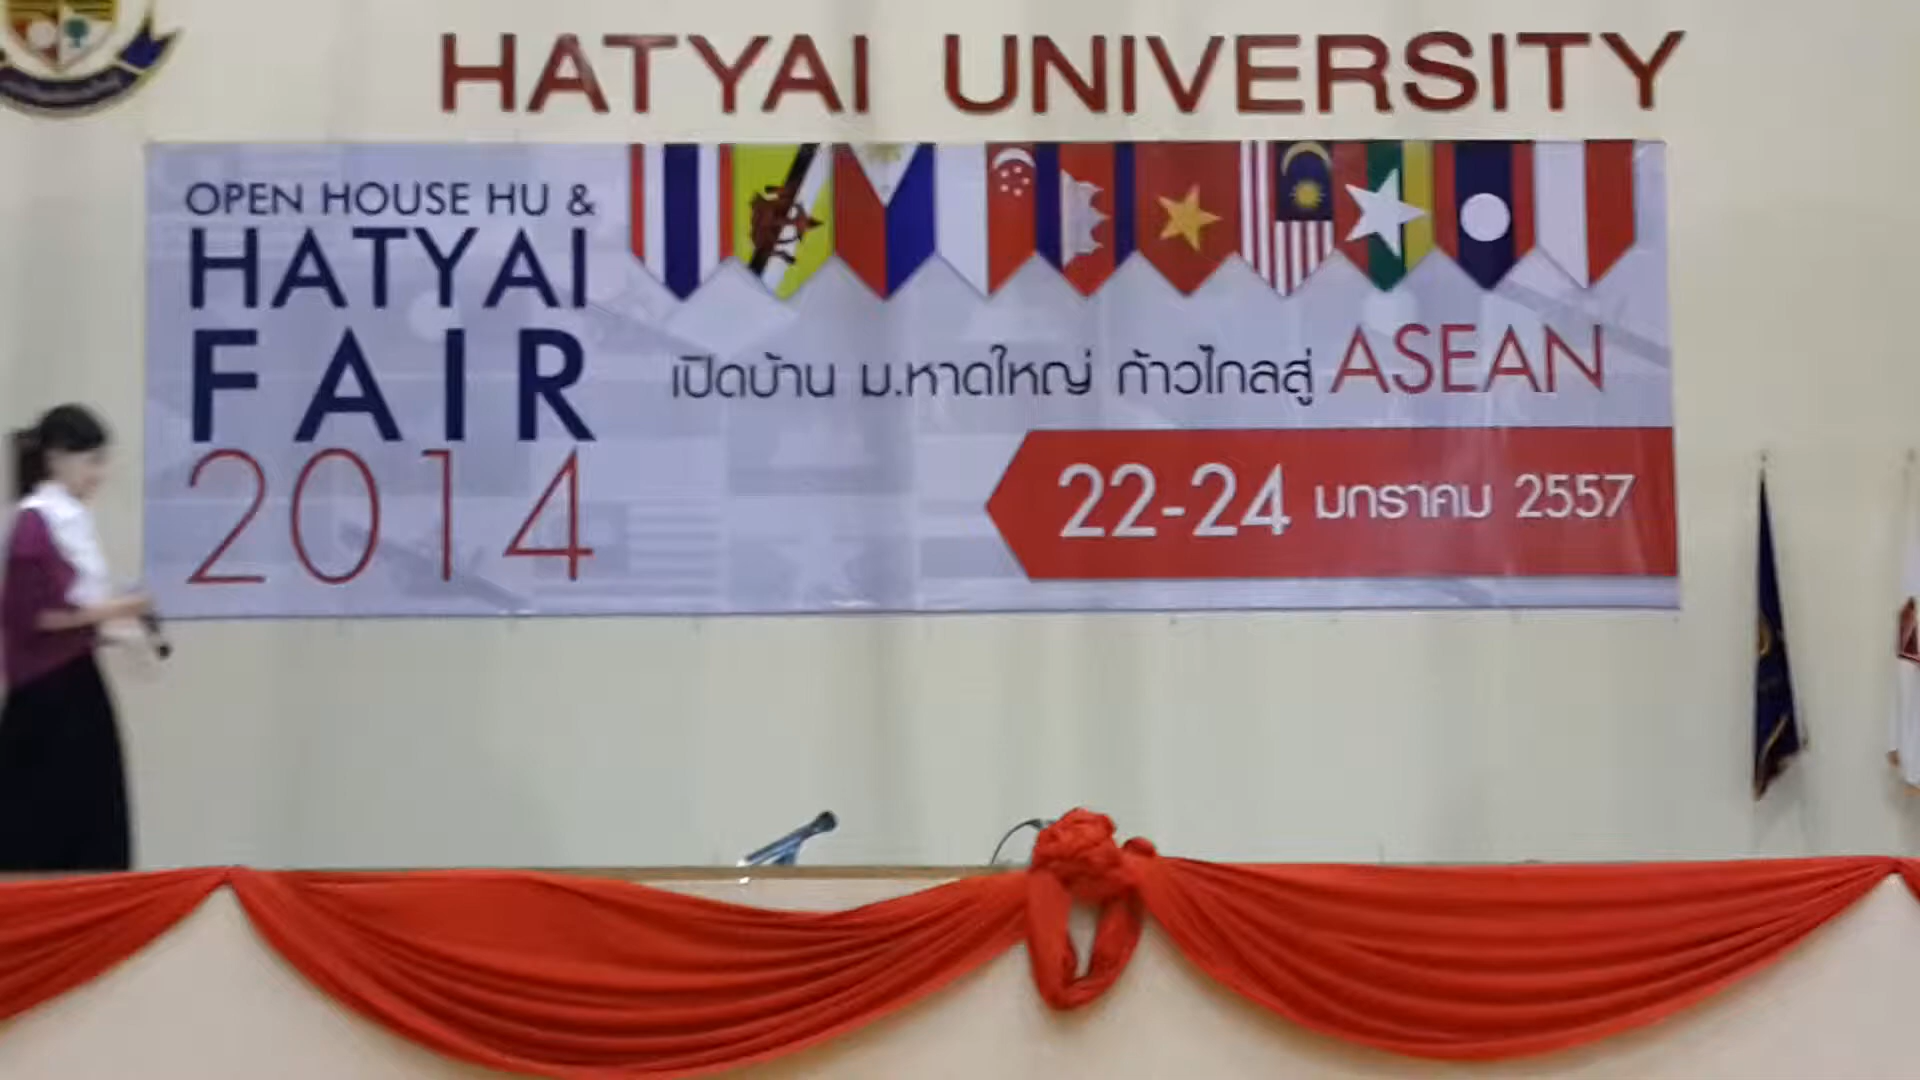 HATYAI UNIVERSITY
OPEN HOUSE HU &
HATYAI
FAIR
2014
เปิดบ้าน ม.หาดใหญ่ ก้าวไกลสู่ ASEAN
22-24 มกราคม 2557